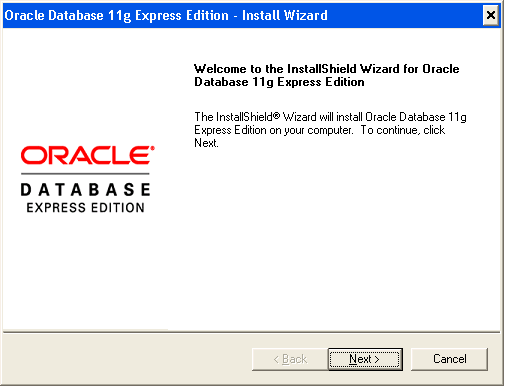 Oracle Database 11g Express Edition - Install Wizard
Welcome to the InstallShield Wizard for Oracle
Database 11g Express Edition
The InstallShield® Wizard will install Oracle Database 11g
Express Edition on your computer.  To continue, click
Next.
ORACLE®
DATABASE
EXPRESS EDITION
< Back
Next >
Cancel